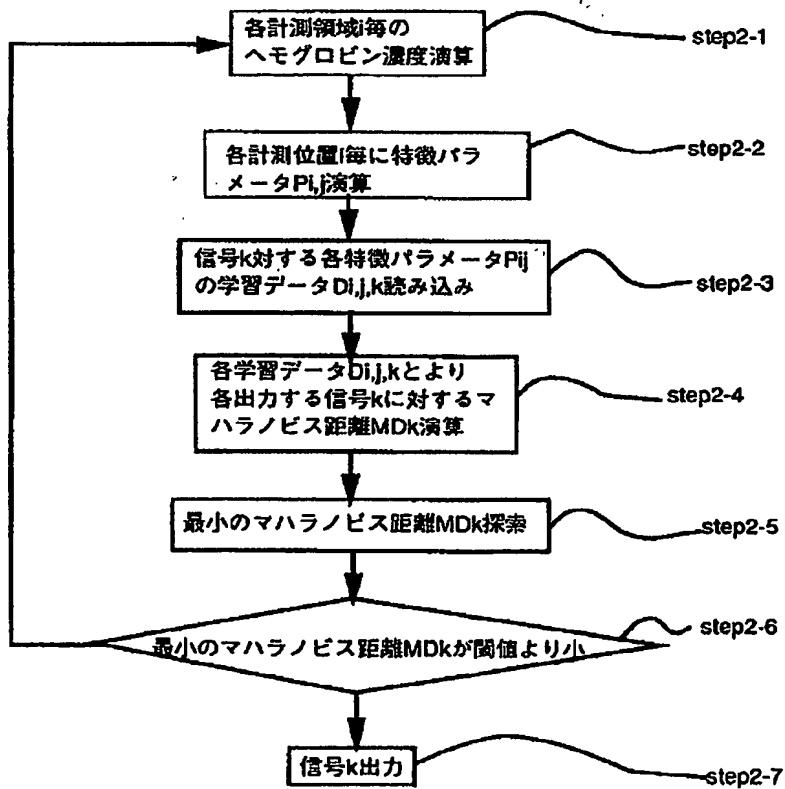 各計測領域i毎の
ヘモグロビン濃度演算
step2-1
各計測位置i毎に特徴パラ
メータPi,j演算
step2-2
信号k対する各特徴パラメータPij
の学習データDi,j,k読み込み
step2-3
各学習データDi,j,kとより
各出力する信号kに対するマ
ハラノビス距離MDk演算
step2-4
最小のマハラノビス距離MDk探索
step2-5
最小のマハラノビス距離MDkが閾値より小
step2-6
信号k出力
step2-7